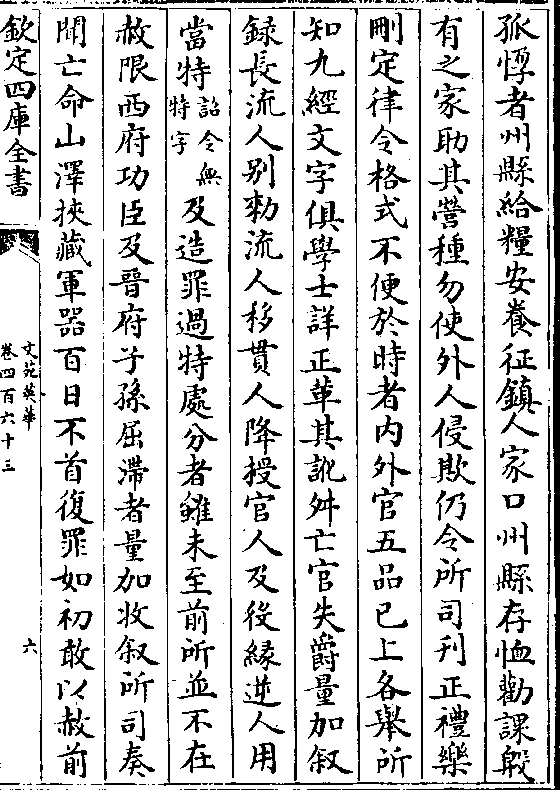 孤惸者州縣給糧安養征鎮人家口州縣存恤勸課殷
有之家助其營種勿使外人侵欺仍令所司刊正禮樂
刪定律令格式不便於時者内外官五品已上各舉所
知九經文字俱學士詳正革其訛舛亡官失爵量加叙
録長流人别勅流人移貫人降授官人及役緣逆人用
當特詔令無特字及造罪過特處分者雖未至前所並不在
赦限西府功臣及晉府子孫屈滯者量加收叙所司奏
聞亡命山澤挾藏軍器百日不首復罪如初敢以赦前
欽定四庫全書
文苑英華
卷四百六十三
六